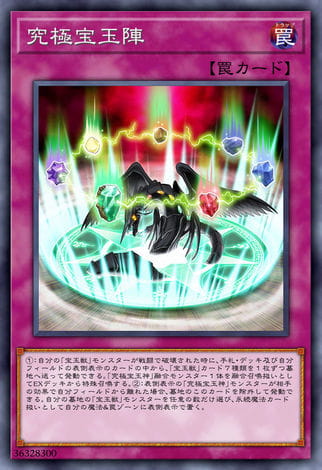 究極宝玉陣
トラップ
罠
【罠カード】
①:自分の「宝玉獣」モンスターが戦闘で破壊された時に、手札・デッキ及び自分
フィールドの表側表示のカードの中から、「宝玉獣」カード7種類を1枚ずつ墓
地へ送って発動できる。「究極宝玉神」融合モンスター1体を融合召喚扱いとし
てEXデッキから特殊召喚する。②:表側表示の「究極宝玉神」モンスターが相手
の効果で自分フィールドから離れた場合、墓地のこのカードを除外して発動で
きる。自分の墓地の「宝玉獣」モンスターを任意の数だけ選び、永続魔法カード
扱いとして自分の魔法&罠ゾーンに表側表示で置く。
36328300